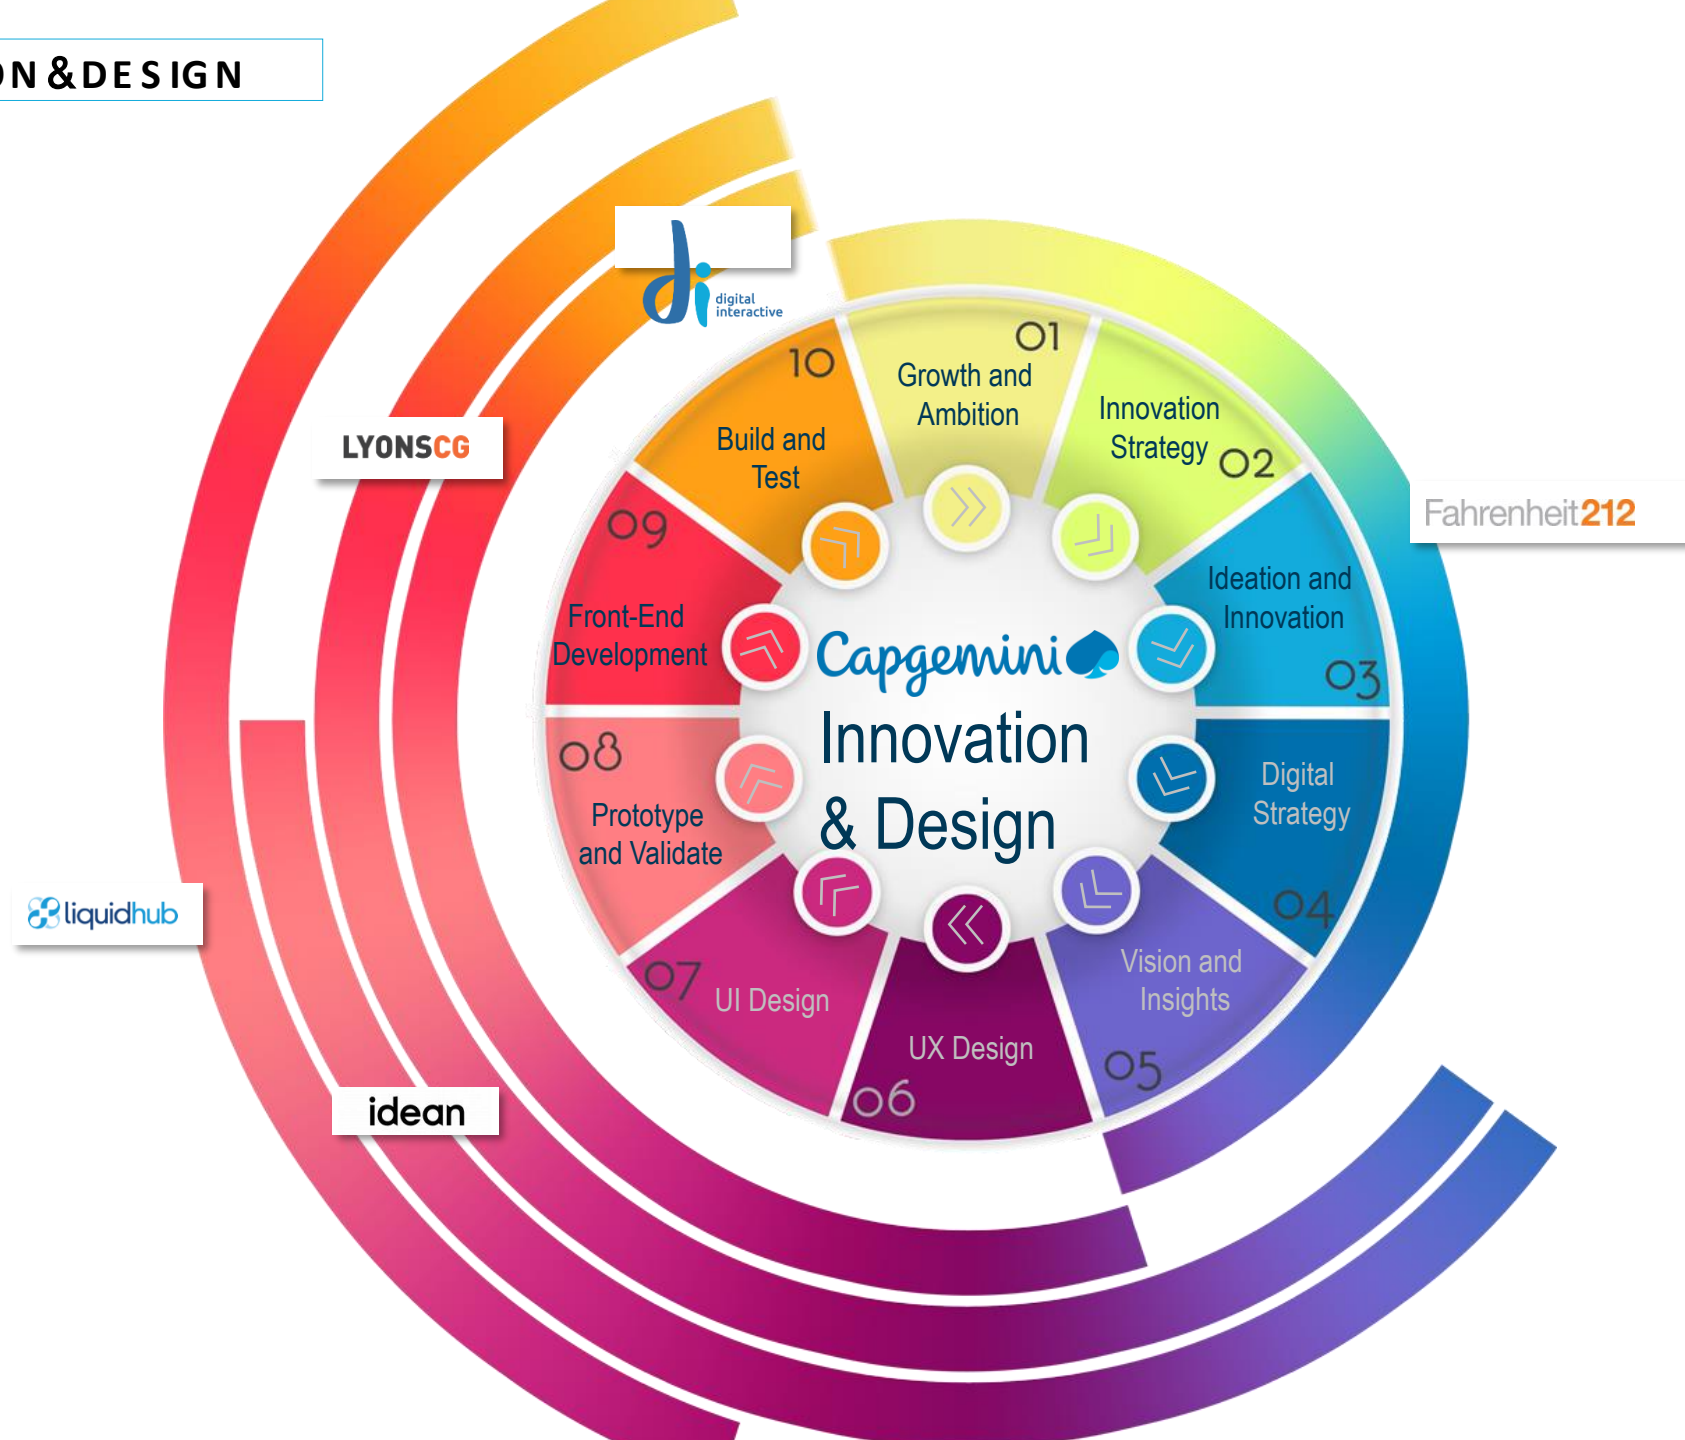 ON&DESIGN
digital
interactive
01
Growth and
Ambition
Innovation
Strategy
02
Ideation and
Innovation
03
Digital
Strategy
04
Vision and
Insights
05
UX Design
06
UI Design
07
08
Prototype
and Validate
09
Front-End
Development
10
Build and
Test
Capgemini
Innovation
& Design
LYONSCG
Fahrenheit212
liquidhub
idean